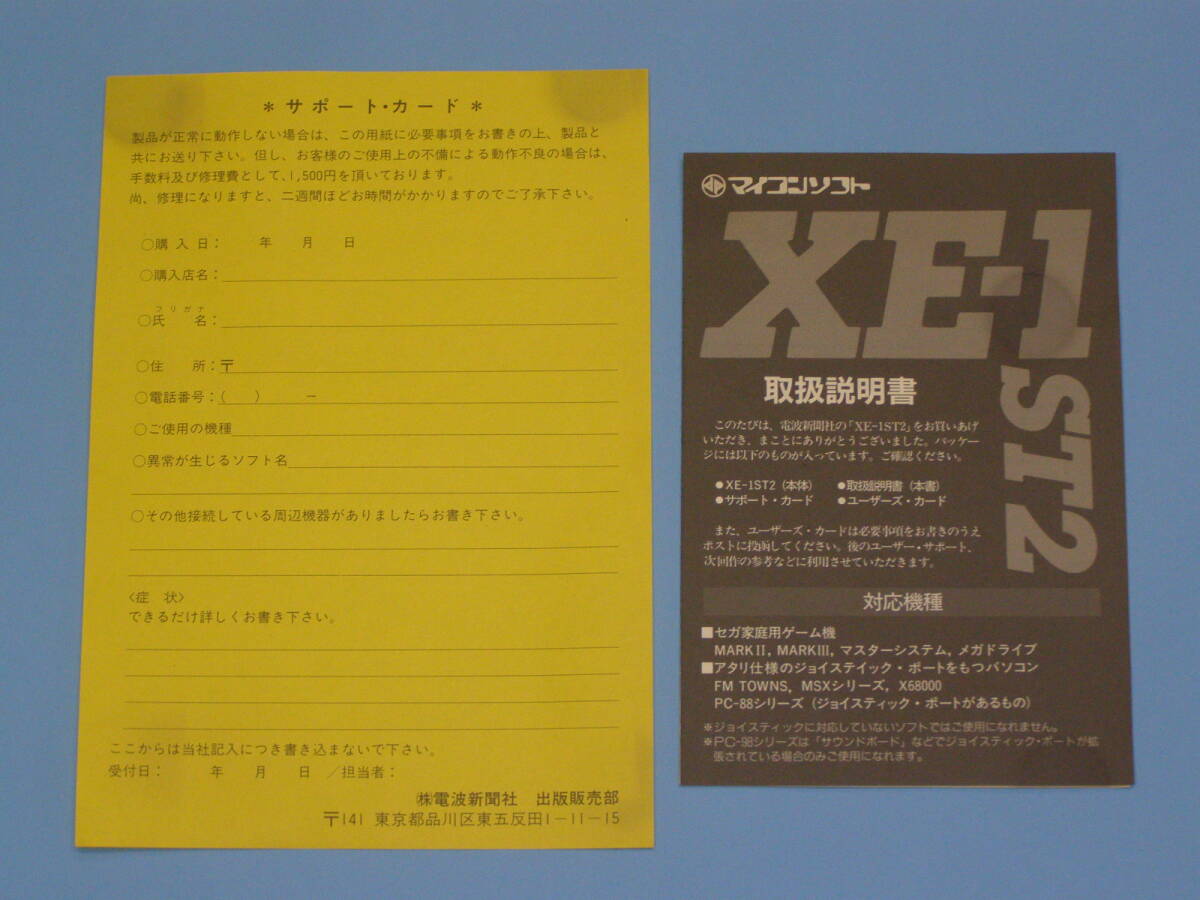 ＊サポート・カード＊
製品が正常に動作しない場合は、この用紙に必要事項をお書きの上、製品と
共にお送り下さい。但し、お客様のご使用上の不備による動作不良の場合は、
手数料及び修理費として、1,500円を頂いております。
尚、修理になりますと、二週間ほどお時間がかかりますのでご了承下さい。
○購入日： 年 月 日
○購入店名：
フリガナ
○氏 名：
○住 所：〒
○電話番号：( ) −
○ご使用の機種
○異常が生じるソフト名
○その他接続している周辺機器がありましたらお書き下さい。
〈症 状〉
できるだけ詳しくお書き下さい。
ここからは当社記入につき書き込まないで下さい。
受付日： 年 月 日 ／担当者：
㈱電波新聞社 出版販売部
〒141 東京都品川区東五反田1−11−15
マイコンソフト
XE-1
ST2
取扱説明書
このたびは、電波新聞社の「XE-1ST2」をお買いあげ
いただき、まことにありがとうございました。パッケー
ジには以下のものが入っています。ご確認ください。
●XE-1ST2（本体） ●取扱説明書（本書）
●サポート・カード ●ユーザーズ・カード
また、ユーザーズ・カードは必要事項をお書きのうえ
ポストに投函してください。後のユーザー・サポート、
次回作の参考などに利用させていただきます。
対応機種
■セガ家庭用ゲーム機
MARKⅡ, MARKⅢ, マスターシステム, メガドライブ
■アタリ仕様のジョイステイック・ポートをもつパソコン
FM TOWNS, MSXシリーズ, X68000
PC-88シリーズ（ジョイスティック・ポートがあるもの）
※ジョイスティックに対応していないソフトではご使用になれません。
※PC-98シリーズは「サウンドボード」などでジョイスティック・ポートが拡
張されている場合のみご使用になれます。